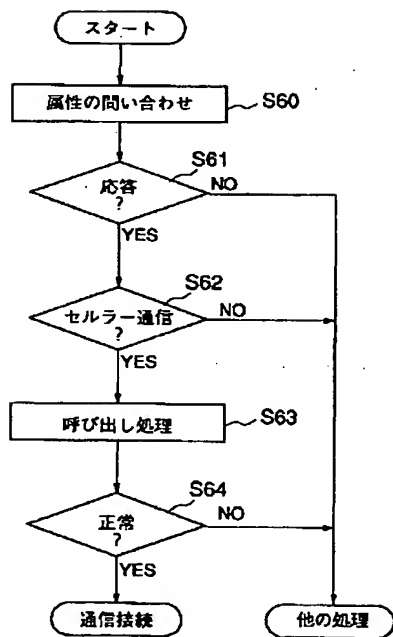 スタート
属性の問い合わせ
S60
応答
?
S61
NO
YES
セルラー通信
?
S62
NO
YES
呼び出し処理
S63
正常
?
S64
NO
YES
通信接続
他の処理